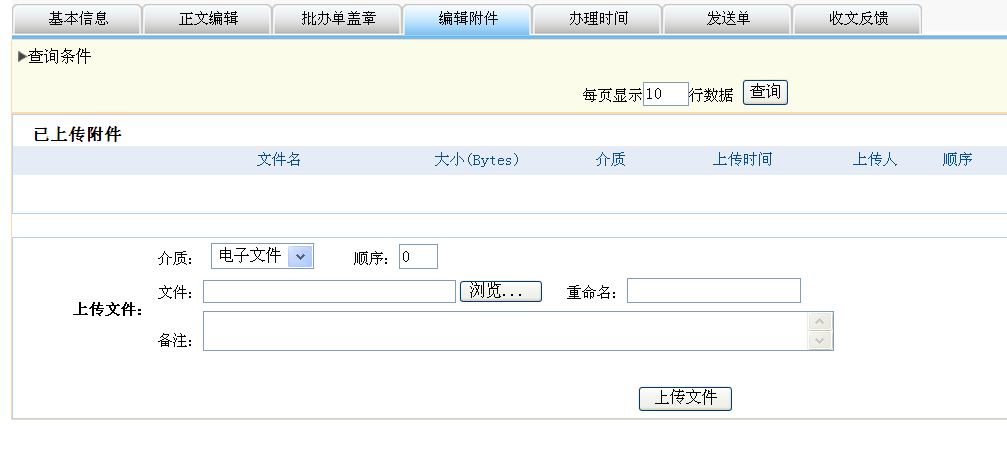 基本信息 正文编辑 批办单盖章 编辑附件 办理时间 发送单 收文反馈
查询条件
每页显示 10 行数据 查询
已上传附件
文件名 大小(Bytes) 介质 上传时间 上传人 顺序
介质： 电子文件 顺序： 0
文件： 浏览... 重命名：
上传文件：
备注：
上传文件